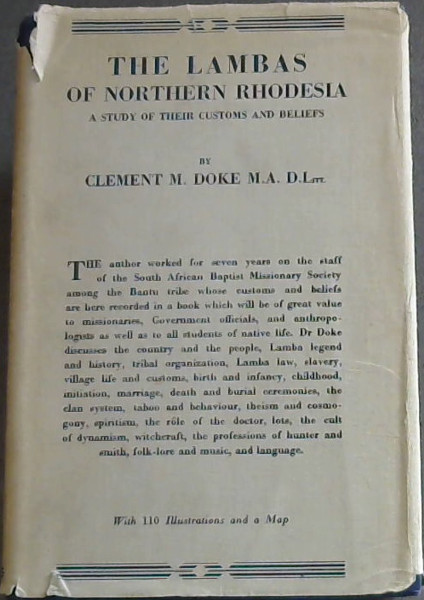 THE LAMBAS
OF NORTHERN RHODESIA
A STUDY OF THEIR CUSTOMS AND BELIEFS
BY
CLEMENT M. DOKE M.A. D.Litt.
THE author worked for seven years on the staff
of the South African Baptist Missionary Society
among the Bantu tribe whose customs and beliefs
are here recorded in a book which will be of great value
to missionaries, Government officials, and anthropo-
logists as well as to all students of native life. Dr Doke
discusses the country and the people, Lamba legend
and history, tribal organization, Lamba law, slavery,
village life and customs, birth and infancy, childhood,
initiation, marriage, death and burial ceremonies, the
clan system, taboo and behaviour, theism and cosmo-
gony, spiritism, the rôle of the doctor, lots, the cult
of dynamism, witchcraft, the professions of hunter and
smith, folk-lore and music, and language.
With 110 Illustrations and a Map